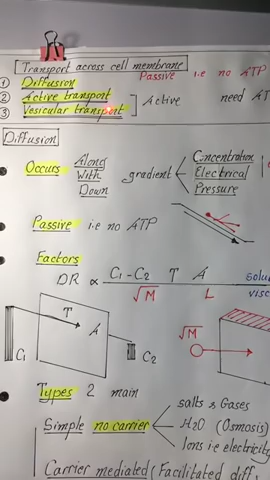 Transport across cell membrane
① Diffusion Passive i.e no ATP
② Active transport
③ Vesicular transport
Active need AT
Diffusion
Occurs Along With Down gradient Concentration Electrical Pressure
Passive i.e no ATP
Factors
DR ∝ C1-C2 T A solu
√M L visc
T A √M
C1 C2
Types 2 main
Simple no carrier salts & Gases
H2O (Osmosis)
Ions i.e electricity
Carrier mediated (Facilitated diff.